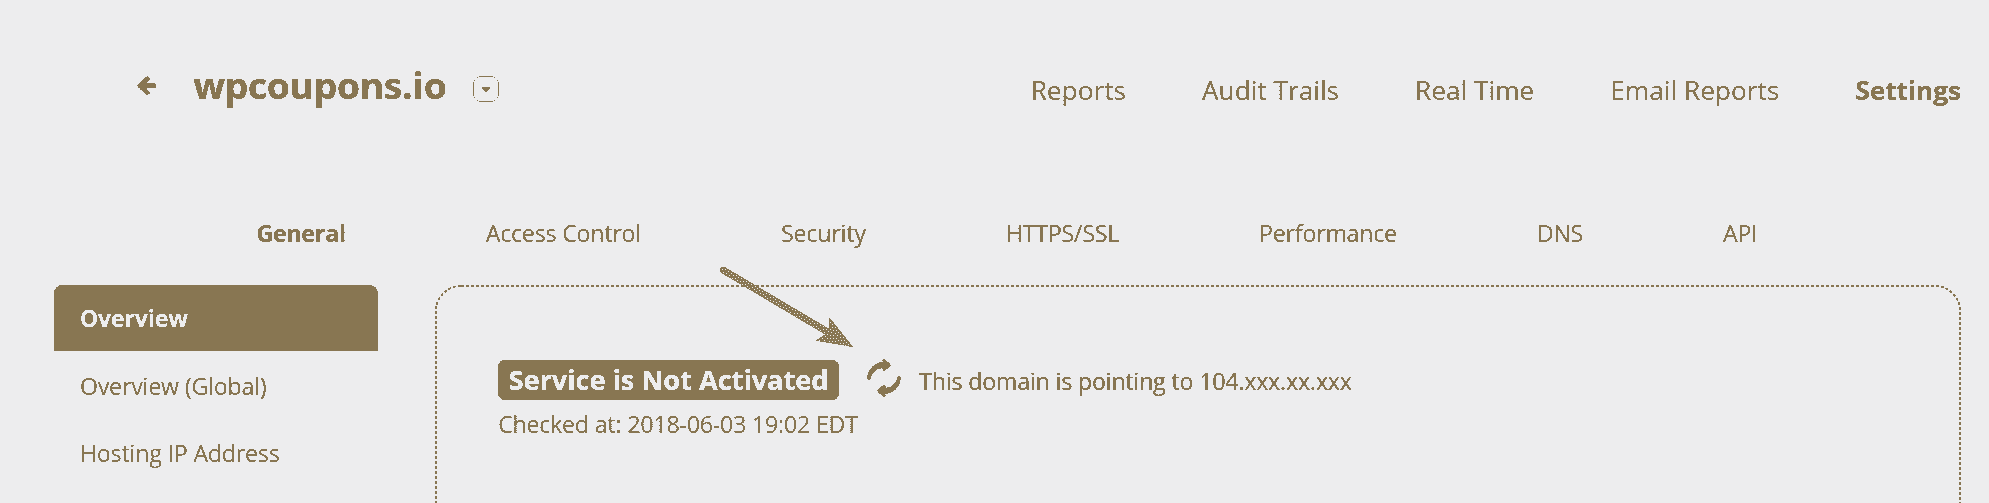 wpcoupons.io
Reports Audit Trails Real Time Email Reports Settings
General Access Control Security HTTPS/SSL Performance DNS API
Overview
Overview (Global)
Hosting IP Address
Service is Not Activated This domain is pointing to 104.xxx.xx.xxx
Checked at: 2018-06-03 19:02 EDT